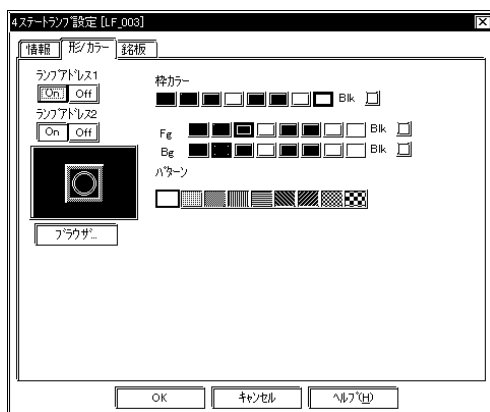 4ステートランプ設定 [LF_003]
情報 形/カラー 銘板
ランプアドレス1
On Off
ランプアドレス2
On Off
ブラウザ...
枠カラー
Blk
Fg Blk
Bg Blk
パターン
OK キャンセル ヘルプ(H)